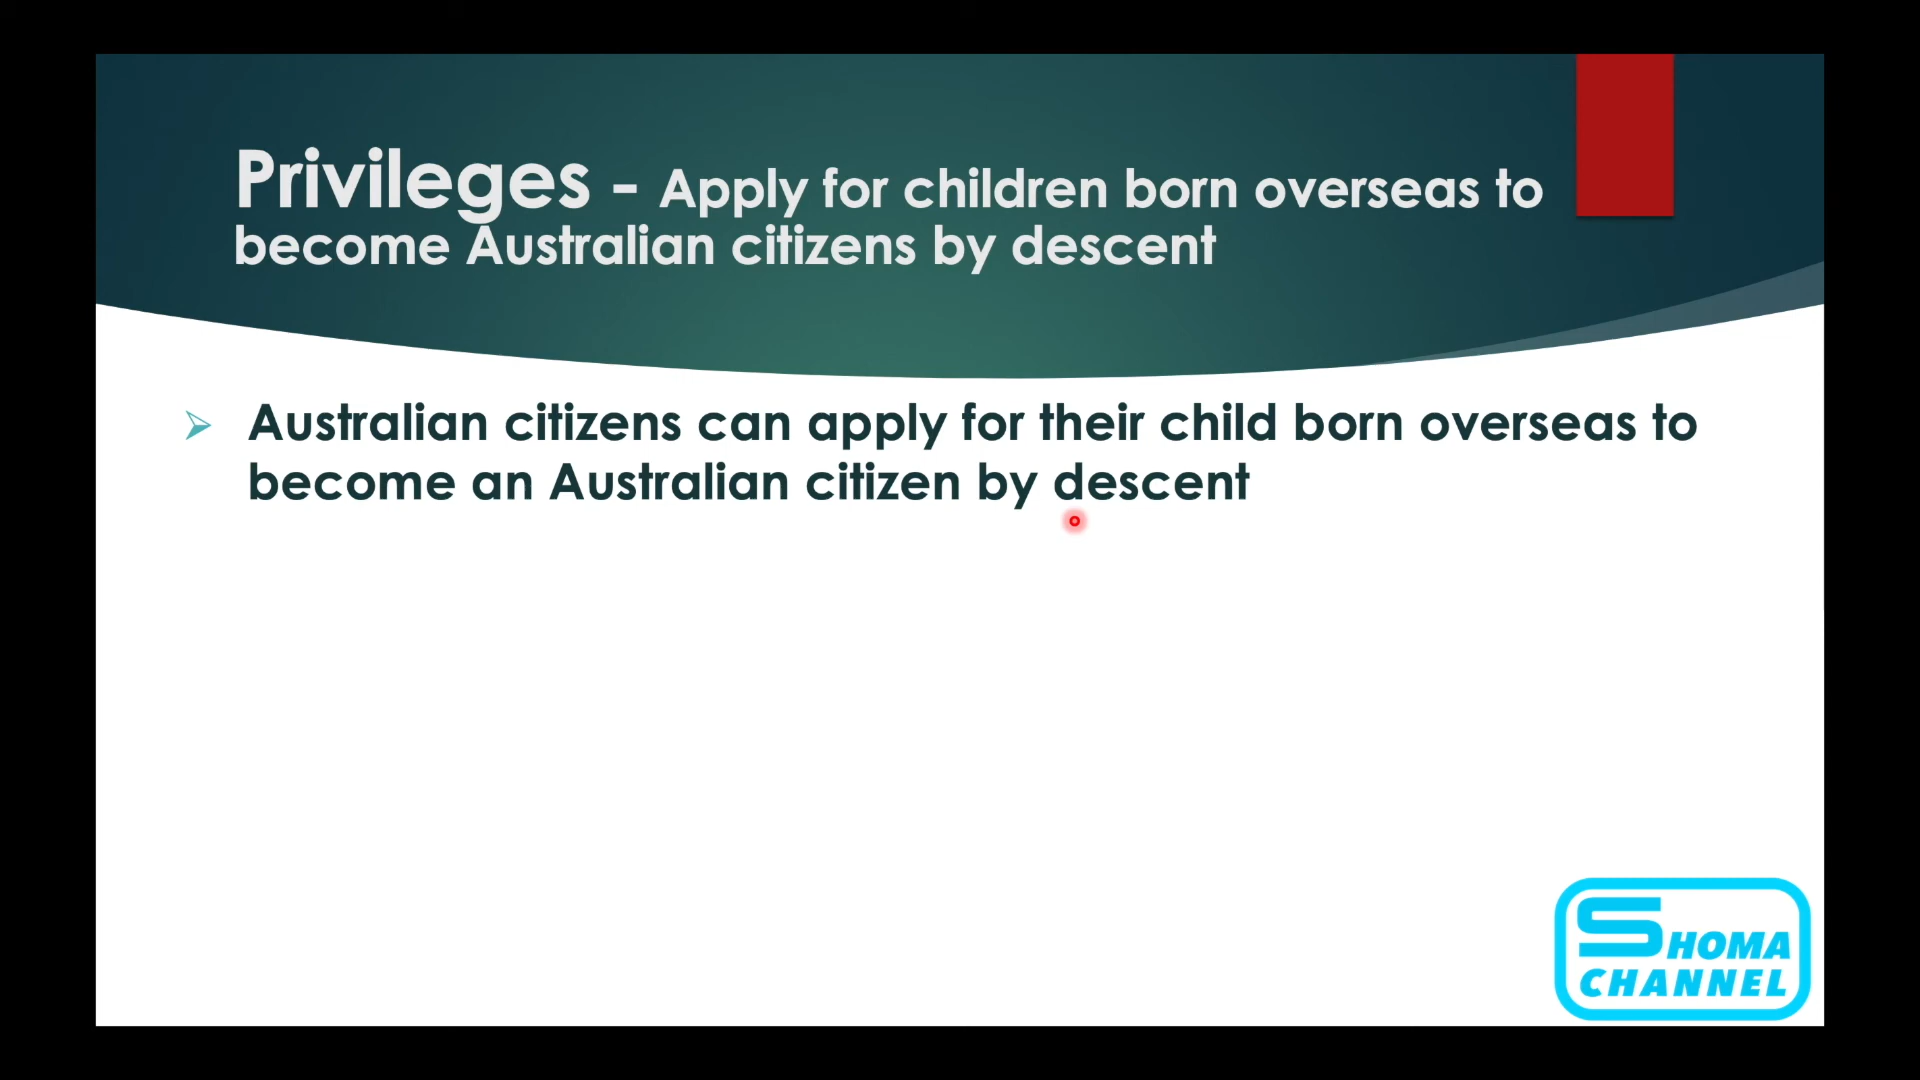 Privileges - Apply for children born overseas to
become Australian citizens by descent
Australian citizens can apply for their child born overseas to
become an Australian citizen by descent
SHOMA
CHANNEL